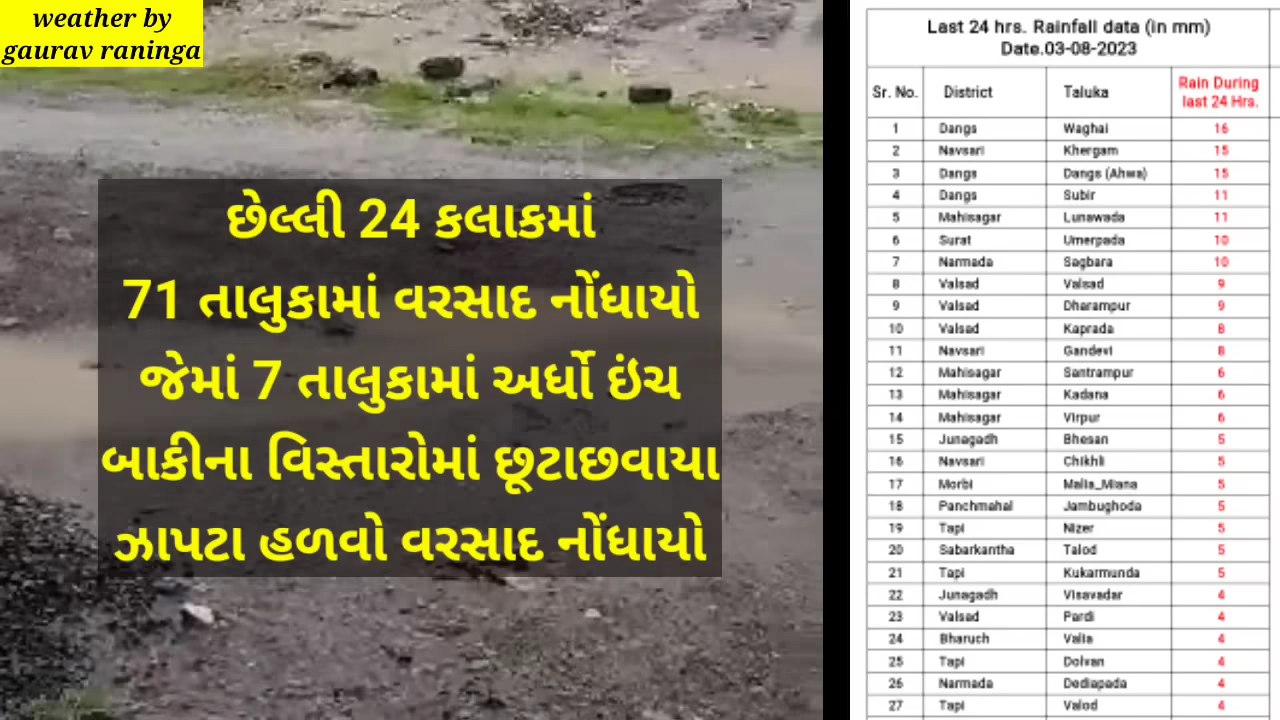 weather by
gaurav raninga
છેલ્લી 24 કલાકમાં
71 તાલુકામાં વરસાદ નોંધાયો
જેમાં 7 તાલુકામાં અર્ધો ઇંચ
બાકીના વિસ્તારોમાં છૂટાછવાયા
ઝાપટા હળવો વરસાદ નોંધાયો
Last 24 hrs. Rainfall data (in mm)
Date.03-08-2023
Sr. No. District Taluka Rain During last 24 Hrs.
1 Dangs Waghai 16
2 Navsari Khergam 15
3 Dangs Dangs (Ahwa) 15
4 Dangs Subir 11
5 Mahisagar Lunawada 11
6 Surat Umerpada 10
7 Narmada Sagbara 10
8 Valsad Valsad 9
9 Valsad Dharampur 9
10 Valsad Kaprada 8
11 Navsari Gandevi 8
12 Mahisagar Santrampur 6
13 Mahisagar Kadana 6
14 Mahisagar Virpur 6
15 Junagadh Bhesan 5
16 Navsari Chikhli 5
17 Morbi Malia_Miana 5
18 Panchmahal Jambughoda 5
19 Tapi Nizer 5
20 Sabarkantha Talod 5
21 Tapi Kukarmunda 5
22 Junagadh Visavadar 4
23 Valsad Pardi 4
24 Bharuch Valia 4
25 Tapi Dolvan 4
26 Narmada Dediapada 4
27 Tapi Valod 4